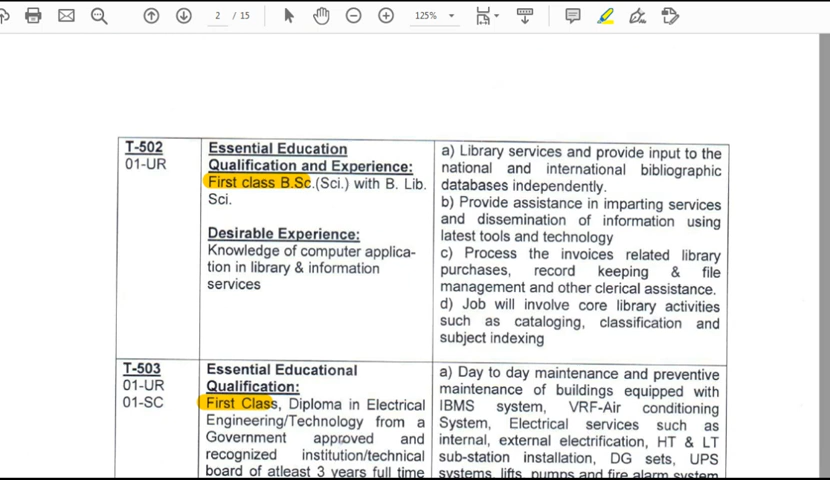 2 / 15
125%
T-502
01-UR
Essential Education
Qualification and Experience:
First class B.Sc.(Sci.) with B. Lib.
Sci.
Desirable Experience:
Knowledge of computer applica-
tion in library & information
services
a) Library services and provide input to the
national and international bibliographic
databases independently.
b) Provide assistance in imparting services
and dissemination of information using
latest tools and technology
c) Process the invoices related library
purchases, record keeping & file
management and other clerical assistance.
d) Job will involve core library activities
such as cataloging, classification and
subject indexing
T-503
01-UR
01-SC
Essential Educational
Qualification:
First Class, Diploma in Electrical
Engineering/Technology from a
Government approved and
recognized institution/technical
board of atleast 3 years full time
a) Day to day maintenance and preventive
maintenance of buildings equipped with
IBMS system, VRF-Air conditioning
System, Electrical services such as
internal, external electrification, HT & LT
sub-station installation, DG sets, UPS
systems, lifts, pumps and fire alarm system